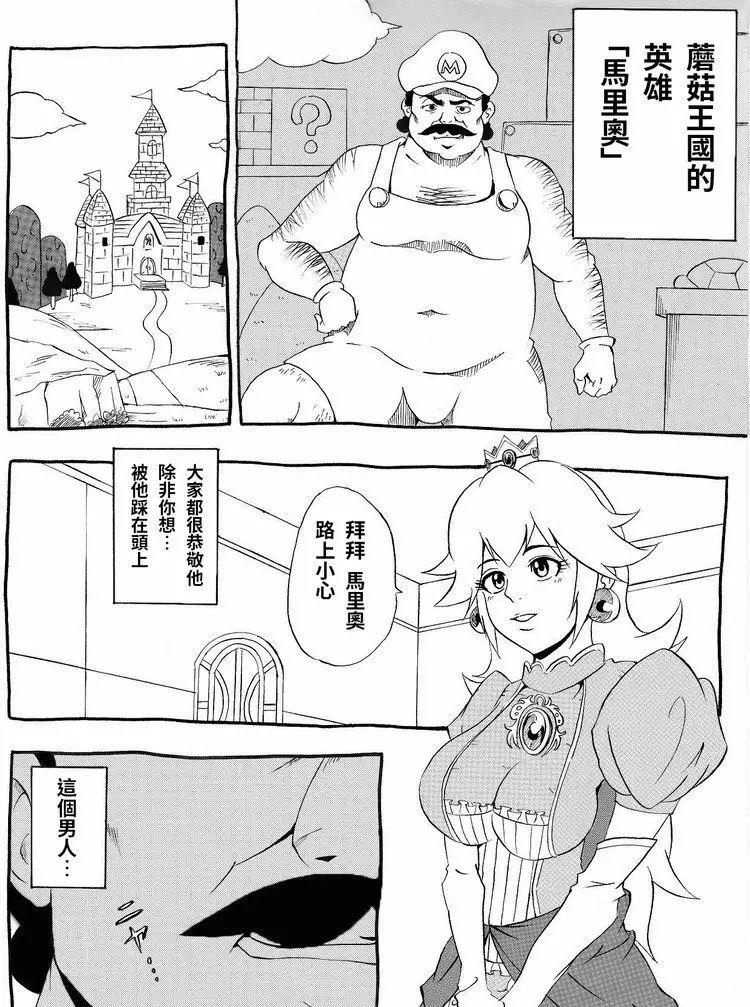 蘑菇王國的
英雄
「馬里奧」
M
?
大家都很恭敬他
除非你想…
被他踩在頭上
拜拜 馬里奧
路上小心
這個男人…